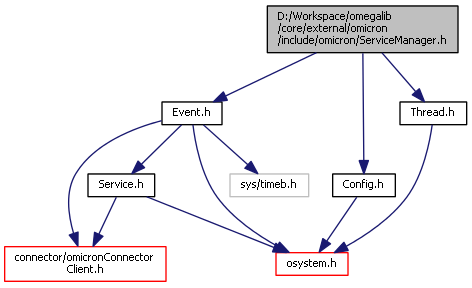 D:/Workspace/omegalib
/core/external/omicron
/include/omicron/ServiceManager.h
Event.h
Thread.h
Service.h
sys/timeb.h
Config.h
connector/omicronConnector
Client.h
osystem.h